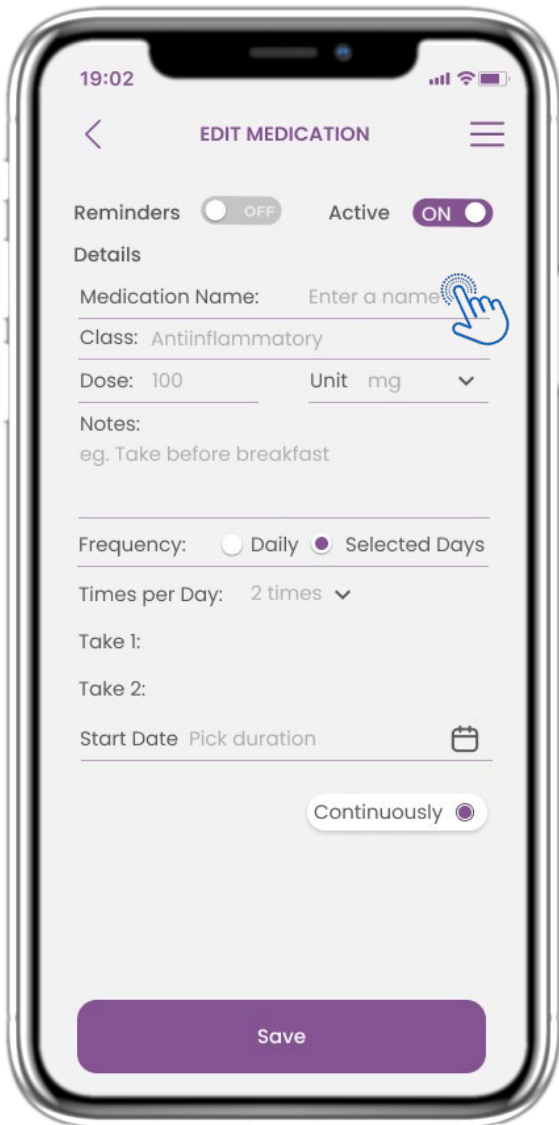 19:02
EDIT MEDICATION
Reminders OFF Active ON
Details
Medication Name: Enter a name
Class: Antiinflammatory
Dose: 100 Unit mg
Notes:
eg. Take before breakfast
Frequency: Daily Selected Days
Times per Day: 2 times
Take 1:
Take 2:
Start Date Pick duration
Continuously
Save